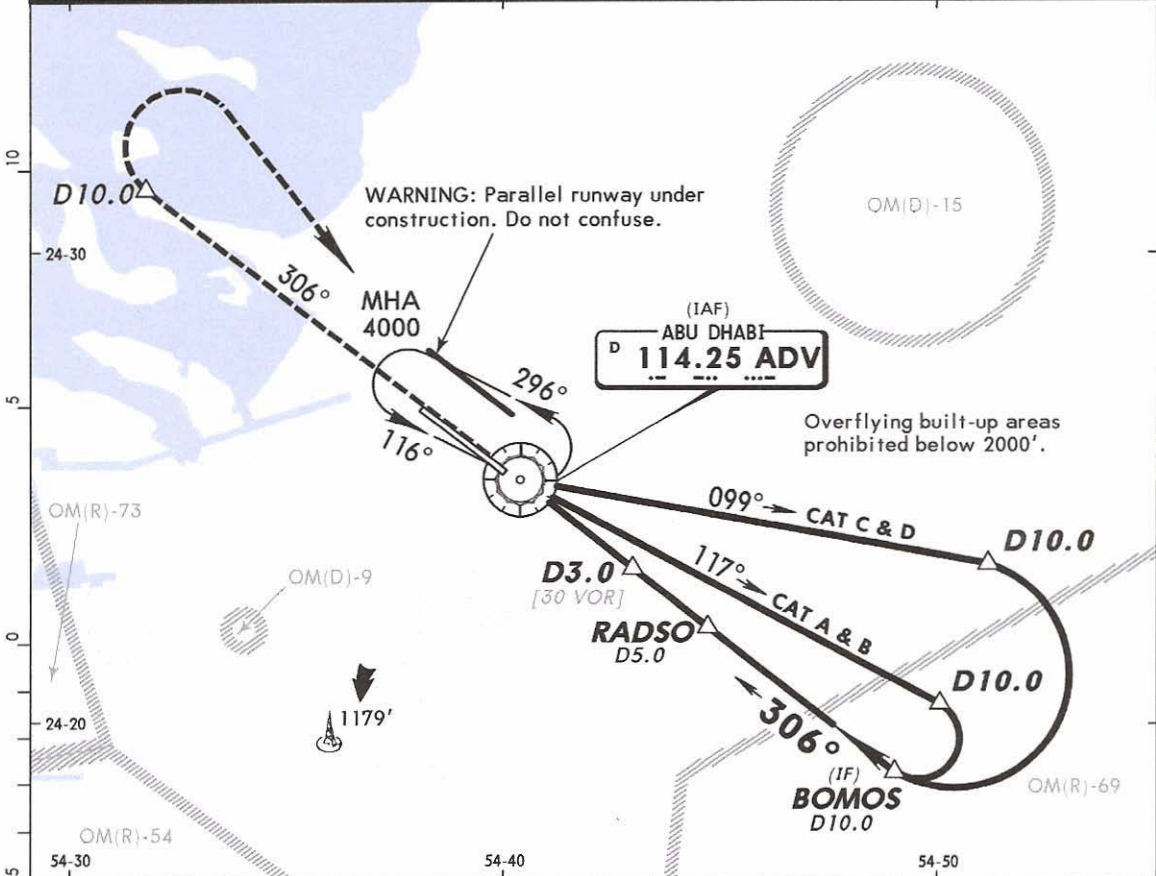 10
D10.0
WARNING: Parallel runway under
construction. Do not confuse.
OM(D)-15
24-30
306°
MHA
4000
(IAF)
ABU DHABI
D 114.25 ADV
296°
5
116°
Overflying built-up areas
prohibited below 2000'.
OM(R)-73
099° CAT C & D
D10.0
117° CAT A & B
OM(D)-9
D3.0
[30 VOR]
RADSO
D5.0
0
D10.0
1179'
24-20
306°
(IF)
BOMOS
D10.0
OM(R)-69
OM(R)-54
54-30
54-40
54-50
5